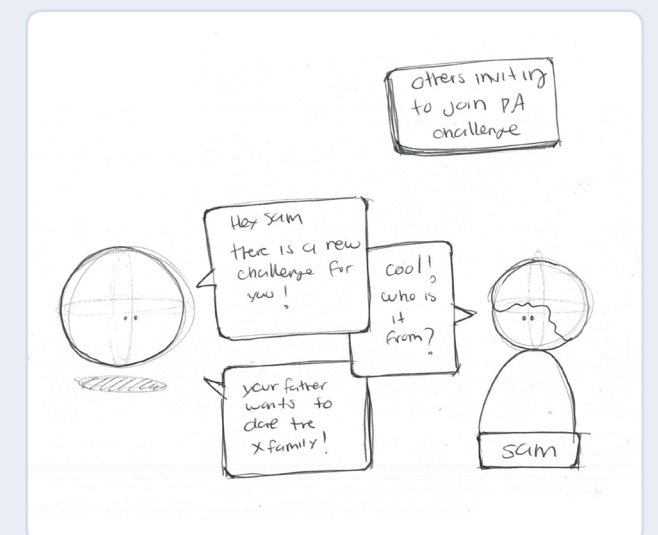 others inviting
to join PA
challenge
Hey Sam
there is a new
challenge for
you!
cool!
who is
it
from?
your father
wants to
dare the
x family!
sam